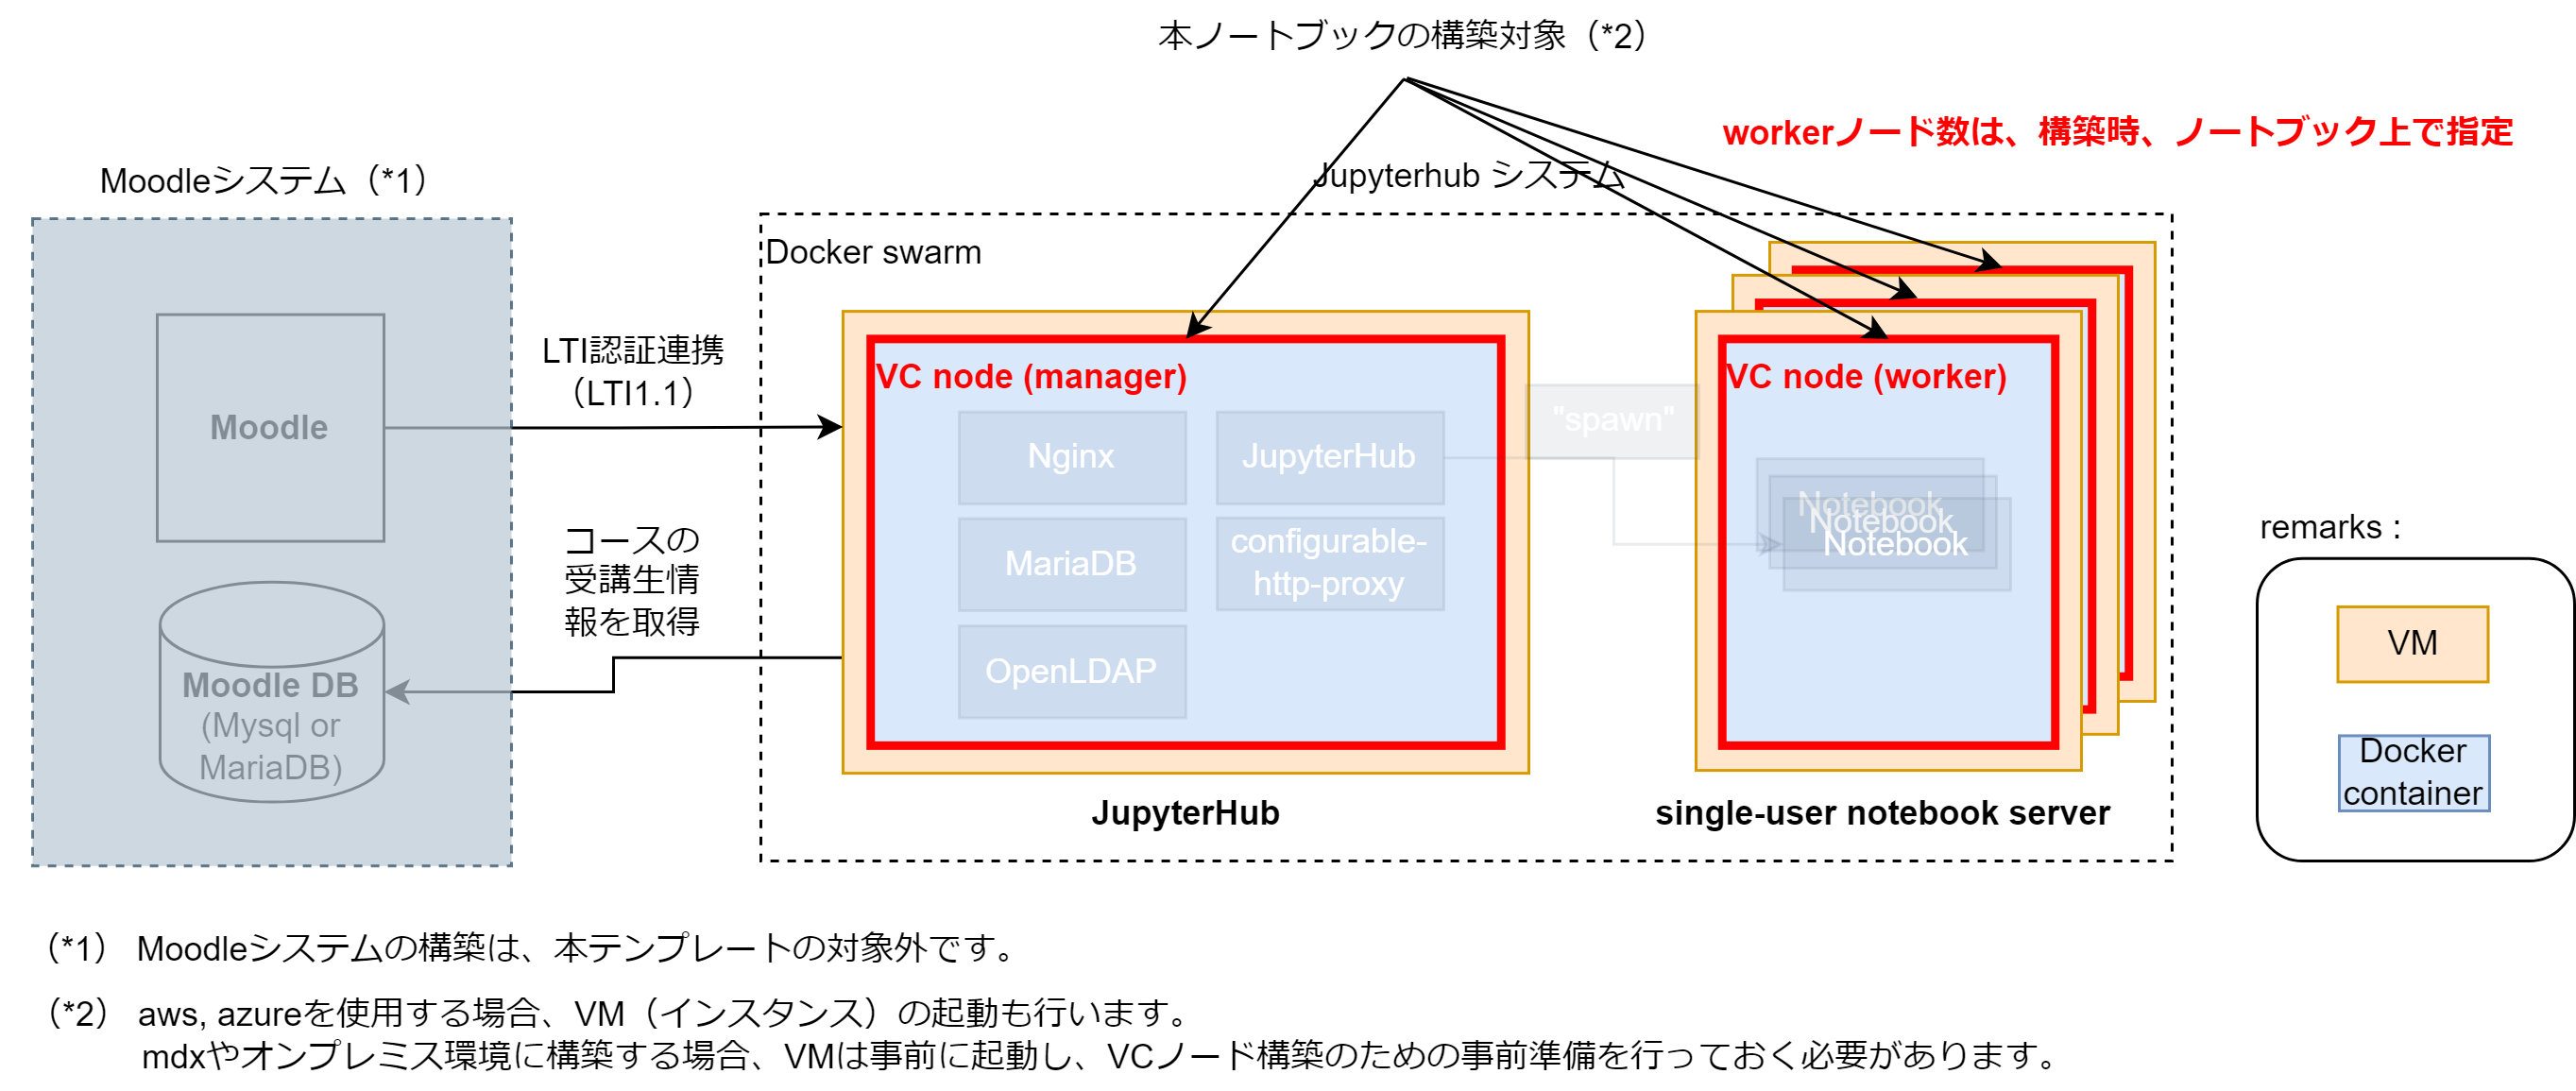 本ノートブックの構築対象（*2）
workerノード数は、構築時、ノートブック上で指定
Moodleシステム（*1）
Jupyterhub システム
Docker swarm
Moodle
LTI認証連携
（LTI1.1）
コースの
受講生情
報を取得
Moodle DB
(Mysql or
MariaDB)
VC node (manager)
Nginx
JupyterHub
MariaDB
configurable-
http-proxy
OpenLDAP
"spawn"
VC node (worker)
Notebook
Notebook
Notebook
JupyterHub
single-user notebook server
remarks :
VM
Docker
container
（*1） Moodleシステムの構築は、本テンプレートの対象外です。
（*2） aws, azureを使用する場合、VM（インスタンス）の起動も行います。
mdxやオンプレミス環境に構築する場合、VMは事前に起動し、VCノード構築のための事前準備を行っておく必要があります。